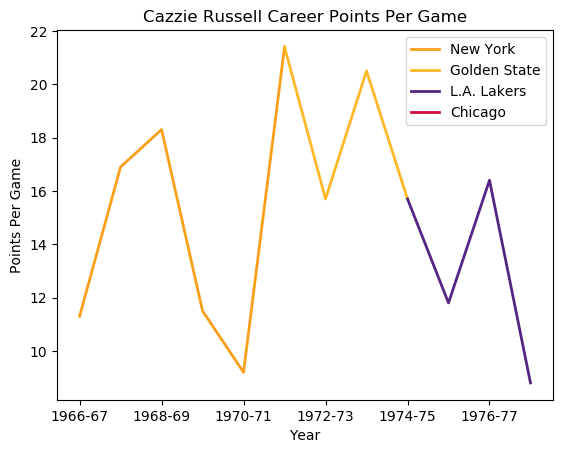 Cazzie Russell Career Points Per Game
New York
Golden State
L.A. Lakers
Chicago
Points Per Game
22
20
18
16
14
12
10
1966-67 1968-69 1970-71 1972-73 1974-75 1976-77
Year